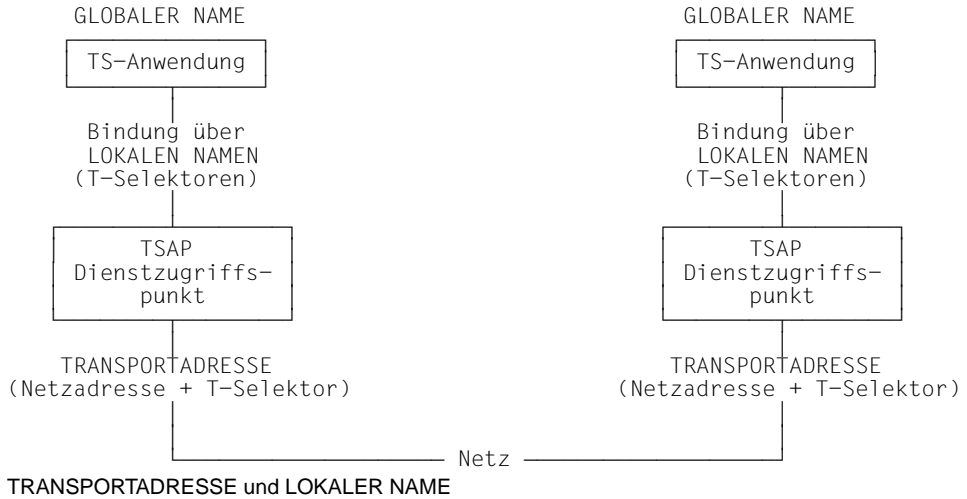 GLOBALER NAME GLOBALER NAME
TS-Anwendung TS-Anwendung
Bindung über Bindung über
LOKALEN NAMEN LOKALEN NAMEN
(T-Selektoren) (T-Selektoren)
TSAP TSAP
Dienstzugriffs- Dienstzugriffs-
punkt punkt
TRANSPORTADRESSE TRANSPORTADRESSE
(Netzadresse + T-Selektor) (Netzadresse + T-Selektor)
Netz
TRANSPORTADRESSE und LOKALER NAME